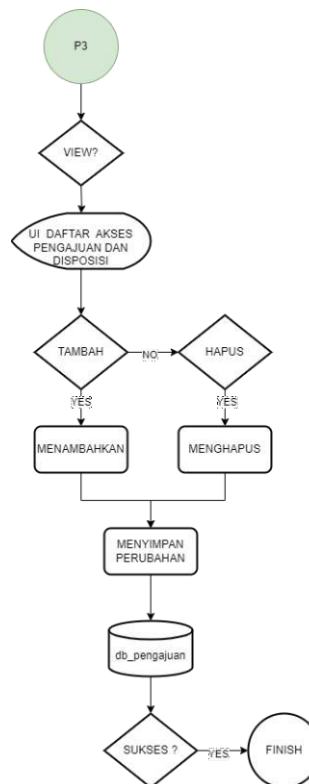 P3
VIEW?
UI DAFTAR AKSES
PENGAJUAN DAN
DISPOSISI
TAMBAH
NO
HAPUS
YES
YES
MENAMBAHKAN
MENGHAPUS
MENYIMPAN
PERUBAHAN
db_pengajuan
SUKSES ?
YES
FINISH